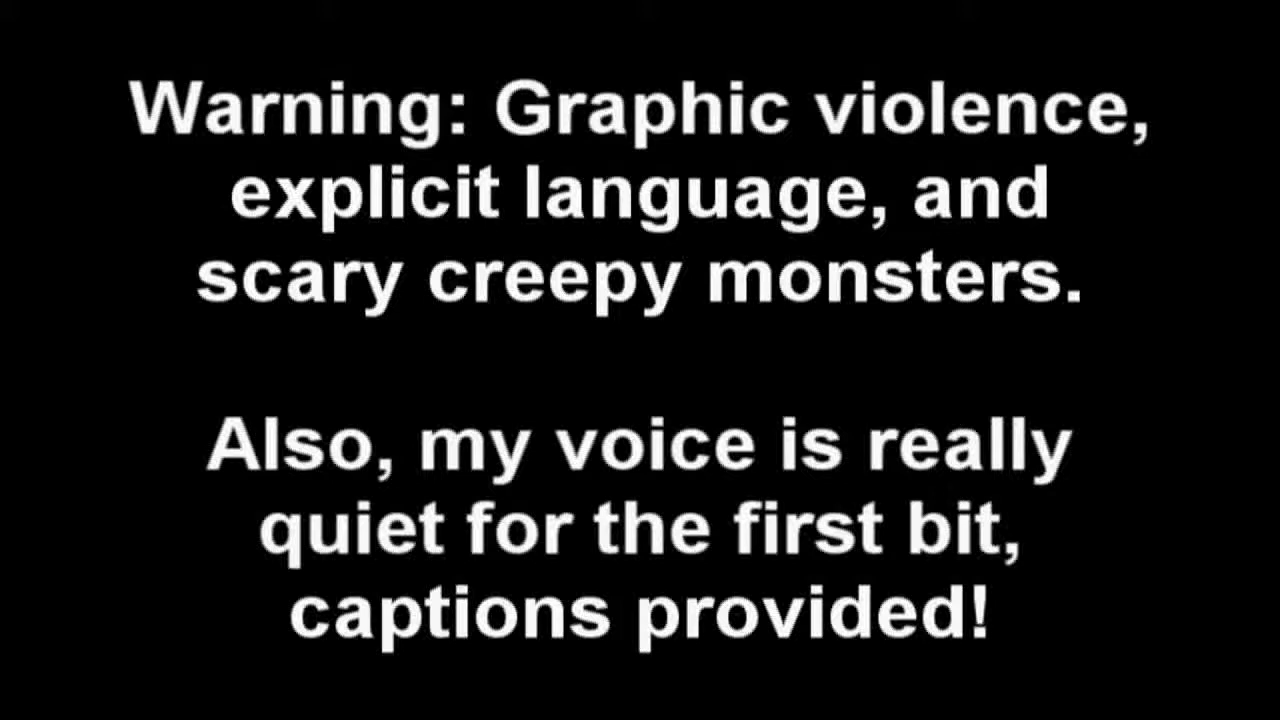 Warning: Graphic violence,
explicit language, and
scary creepy monsters.
Also, my voice is really
quiet for the first bit,
captions provided!